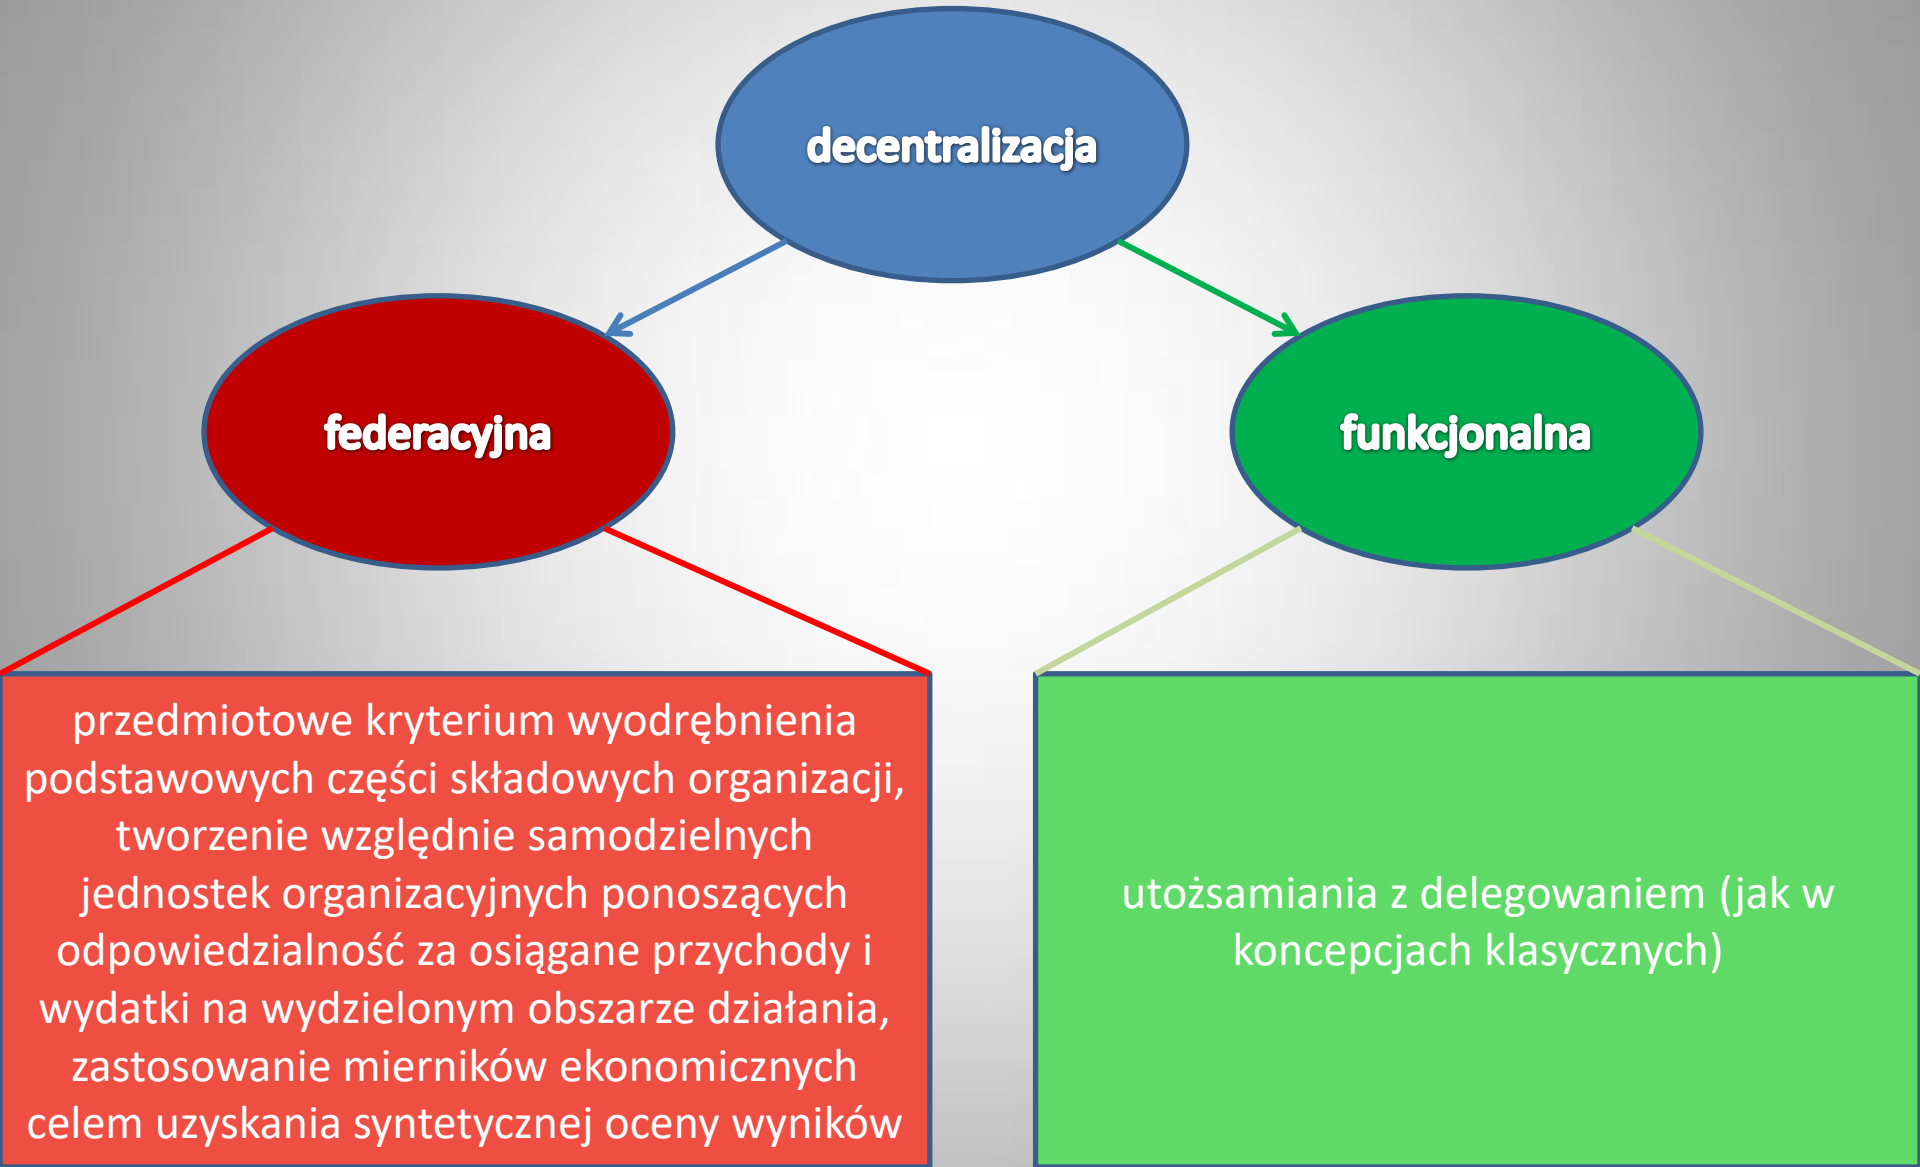 decentralizacja
federacyjna
funkcjonalna
przedmiotowe kryterium wyodrębnienia
podstawowych części składowych organizacji,
tworzenie względnie samodzielnych
jednostek organizacyjnych ponoszących
odpowiedzialność za osiągane przychody i
wydatki na wydzielonym obszarze działania,
zastosowanie mierników ekonomicznych
celem uzyskania syntetycznej oceny wyników
utożsamiania z delegowaniem (jak w
koncepcjach klasycznych)